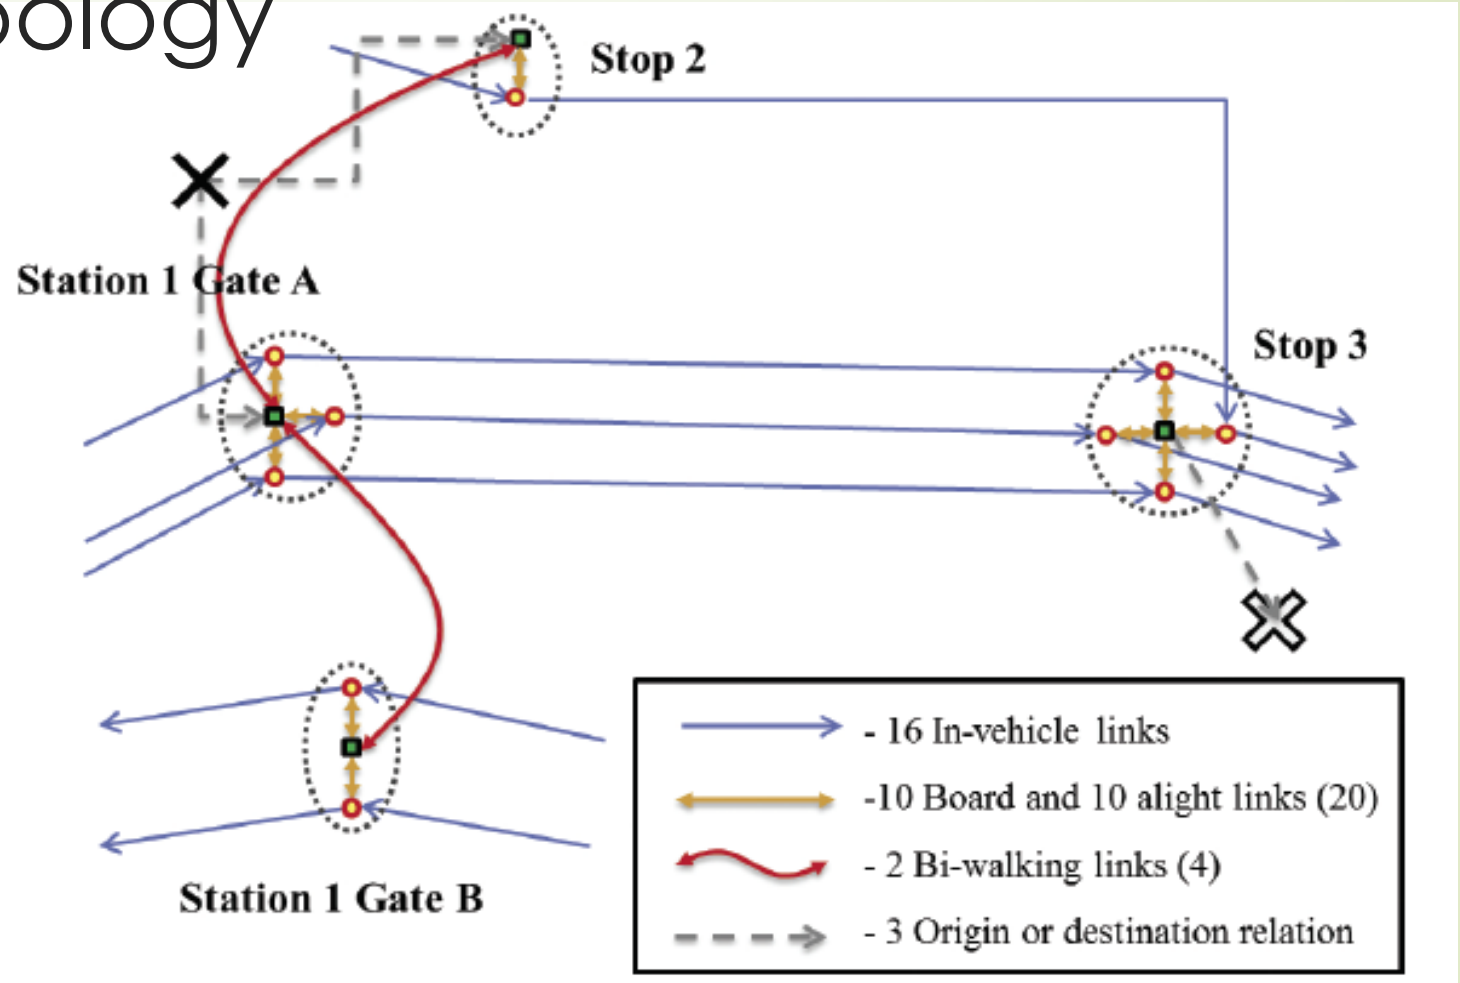 ology
Stop 2
Station 1 Gate A
Stop 3
- 16 In-vehicle links
-10 Board and 10 alight links (20)
- 2 Bi-walking links (4)
- 3 Origin or destination relation
Station 1 Gate B